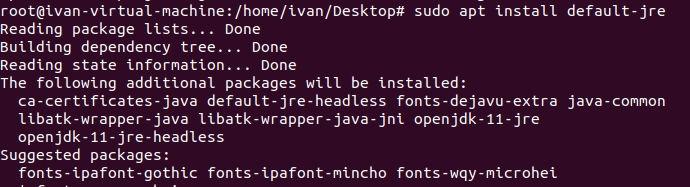 root@ivan-virtual-machine:/home/ivan/Desktop# sudo apt install default-jre
Reading package lists... Done
Building dependency tree... Done
Reading state information... Done
The following additional packages will be installed:
  ca-certificates-java default-jre-headless fonts-dejavu-extra java-common
  libatk-wrapper-java libatk-wrapper-java-jni openjdk-11-jre
  openjdk-11-jre-headless
Suggested packages:
  fonts-ipafont-gothic fonts-ipafont-mincho fonts-wqy-microhei